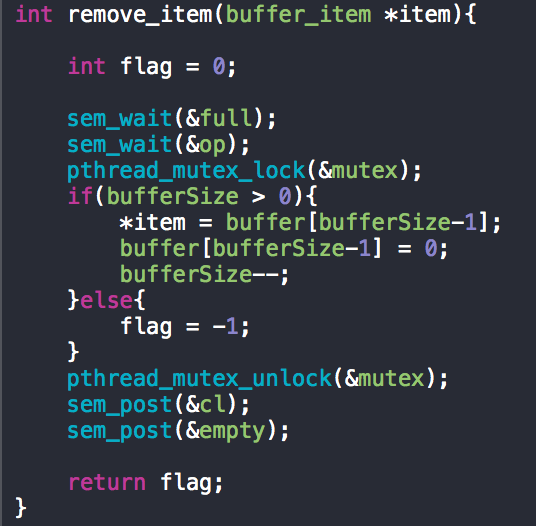 int remove_item(buffer_item *item){
    int flag = 0;
    sem_wait(&full);
    sem_wait(&op);
    pthread_mutex_lock(&mutex);
    if(bufferSize > 0){
        *item = buffer[bufferSize-1];
        buffer[bufferSize-1] = 0;
        bufferSize--;
    }else{
        flag = -1;
    }
    pthread_mutex_unlock(&mutex);
    sem_post(&cl);
    sem_post(&empty);
    return flag;
}